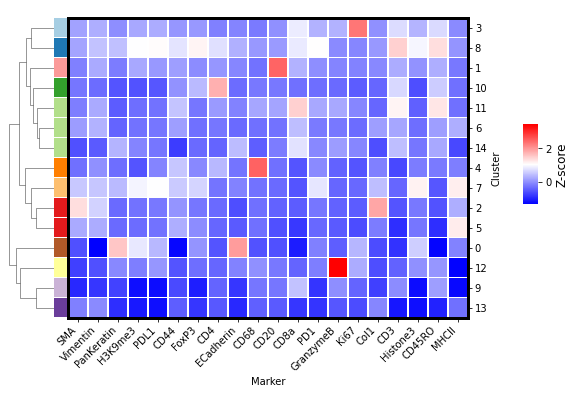 3
8
1
10
11
6
14
4
7
2
5
0
12
9
13
Cluster
SMA
Vimentin
PanKeratin
H3K9me3
PDL1
CD44
FoxP3
CD4
ECadherin
CD68
CD20
CD8a
PD1
GranzymeB
Ki67
Col1
CD3
Histone3
CD45RO
MHCII
Marker
2
0
Z-score